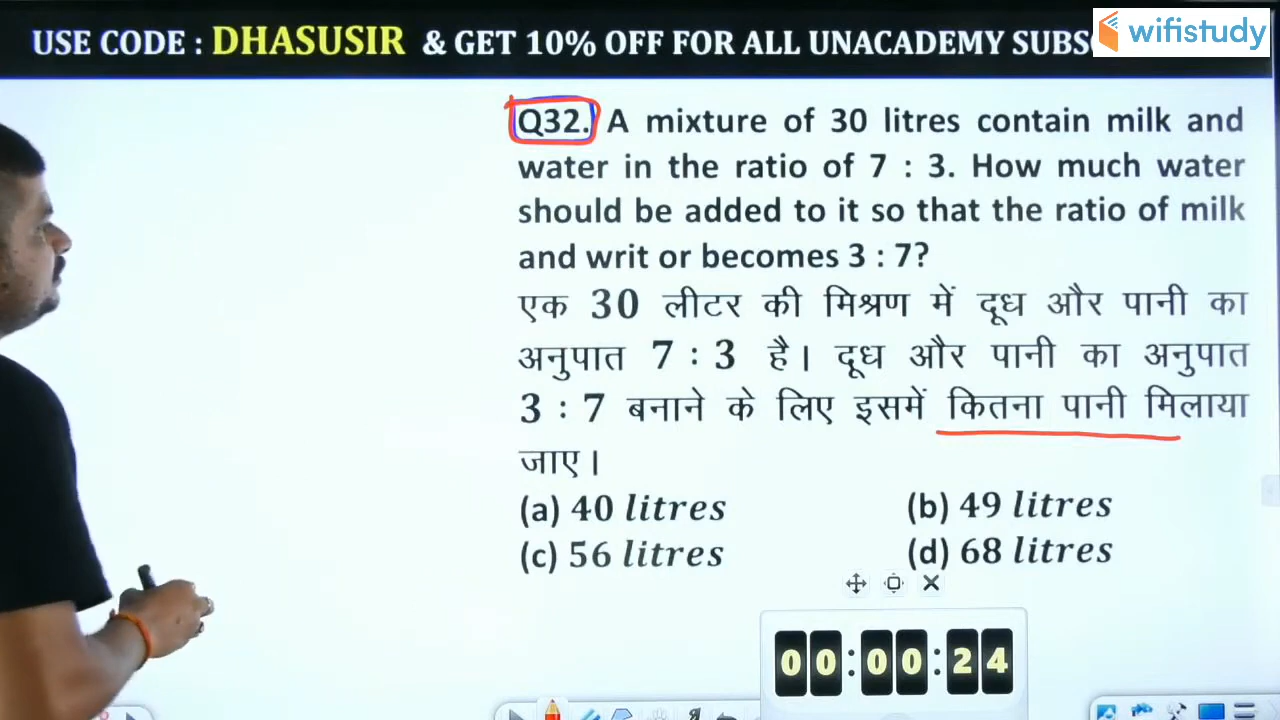 USE CODE : DHASUSIR & GET 10% OFF FOR ALL UNACADEMY
wifistudy
Q32. A mixture of 30 litres contain milk and
water in the ratio of 7 : 3. How much water
should be added to it so that the ratio of milk
and writ or becomes 3 : 7?
एक 30 लीटर की मिश्रण में दूध और पानी का
अनुपात 7 : 3 है। दूध और पानी का अनुपात
3 : 7 बनाने के लिए इसमें कितना पानी मिलाया
जाए।
(a) 40 litres (b) 49 litres
(c) 56 litres (d) 68 litres
00:00:24